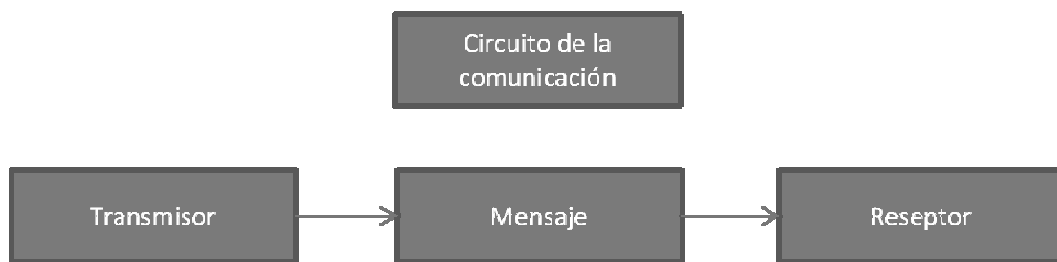 Circuito de la
comunicación
Transmisor
Mensaje
Reseptor